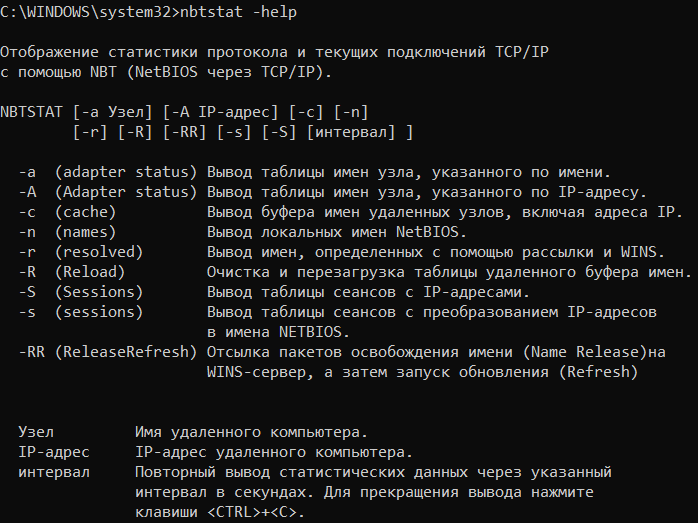 C:\WINDOWS\system32>nbtstat -help
Отображение статистики протокола и текущих подключений TCP/IP
с помощью NBT (NetBIOS через TCP/IP).
NBTSTAT [-a Узел] [-A IP-адрес] [-c] [-n]
[-r] [-R] [-RR] [-s] [-S] [интервал] ]
-a (adapter status) Вывод таблицы имен узла, указанного по имени.
-A (Adapter status) Вывод таблицы имен узла, указанного по IP-адресу.
-c (cache) Вывод буфера имен удаленных узлов, включая адреса IP.
-n (names) Вывод локальных имен NetBIOS.
-r (resolved) Вывод имен, определенных с помощью рассылки и WINS.
-R (Reload) Очистка и перезагрузка таблицы удаленного буфера имен.
-S (Sessions) Вывод таблицы сеансов с IP-адресами.
-s (sessions) Вывод таблицы сеансов с преобразованием IP-адресов
в имена NETBIOS.
-RR (ReleaseRefresh) Отсылка пакетов освобождения имени (Name Release)на
WINS-сервер, а затем запуск обновления (Refresh)
Узел Имя удаленного компьютера.
IP-адрес IP-адрес удаленного компьютера.
интервал Повторный вывод статистических данных через указанный
интервал в секундах. Для прекращения вывода нажмите
клавиши <CTRL>+<C>.